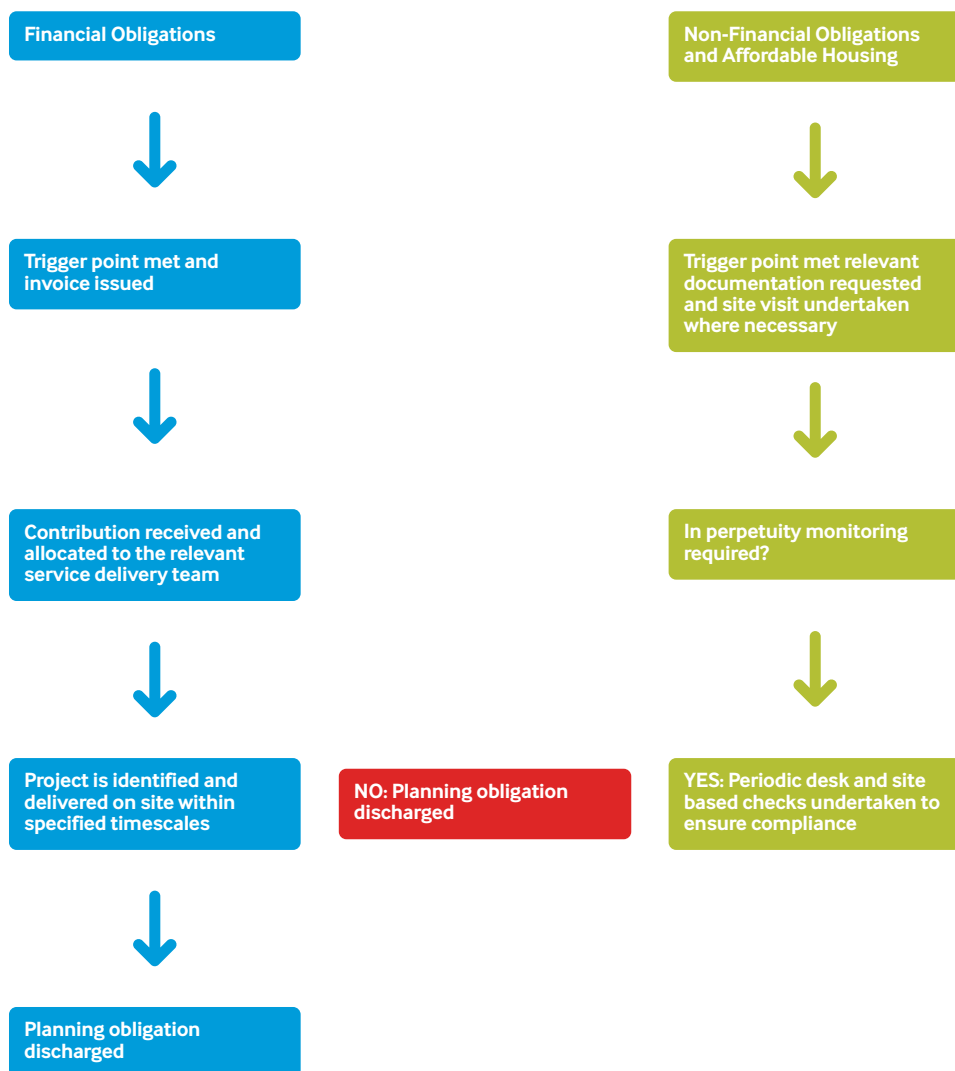 Financial Obligations
Non-Financial Obligations
and Affordable Housing
Trigger point met and
invoice issued
Trigger point met relevant
documentation requested
and site visit undertaken
where necessary
Contribution received and
allocated to the relevant
service delivery team
In perpetuity monitoring
required?
Project is identified and
delivered on site within
specified timescales
NO: Planning obligation
discharged
YES: Periodic desk and site
based checks undertaken to
ensure compliance
Planning obligation
discharged